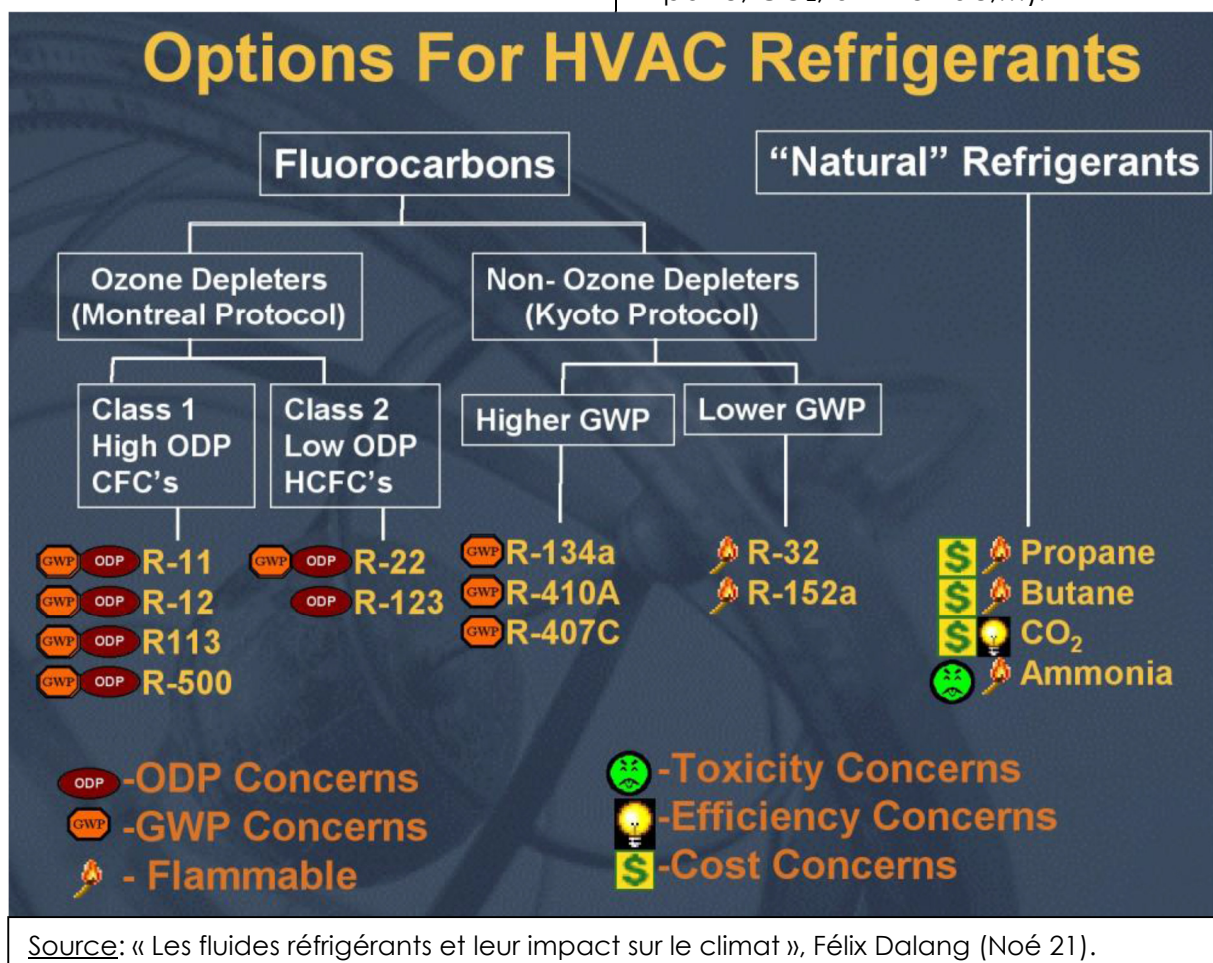 Options For HVAC Refrigerants
Fluorocarbons
"Natural" Refrigerants
Ozone Depleters
(Montreal Protocol)
Non- Ozone Depleters
(Kyoto Protocol)
Class 1
High ODP
CFC's
Class 2
Low ODP
HCFC's
Higher GWP
Lower GWP
GWP ODP R-11
GWP ODP R-12
GWP ODP R113
GWP ODP R-500
GWP ODP R-22
ODP R-123
GWP R-134a
GWP R-410A
GWP R-407C
R-32
R-152a
$ Propane
$ Butane
$ CO₂
Ammonia
ODP -ODP Concerns
GWP -GWP Concerns
- Flammable
-Toxicity Concerns
-Efficiency Concerns
$ -Cost Concerns
Source: « Les fluides réfrigérants et leur impact sur le climat », Félix Dalang (Noé 21).